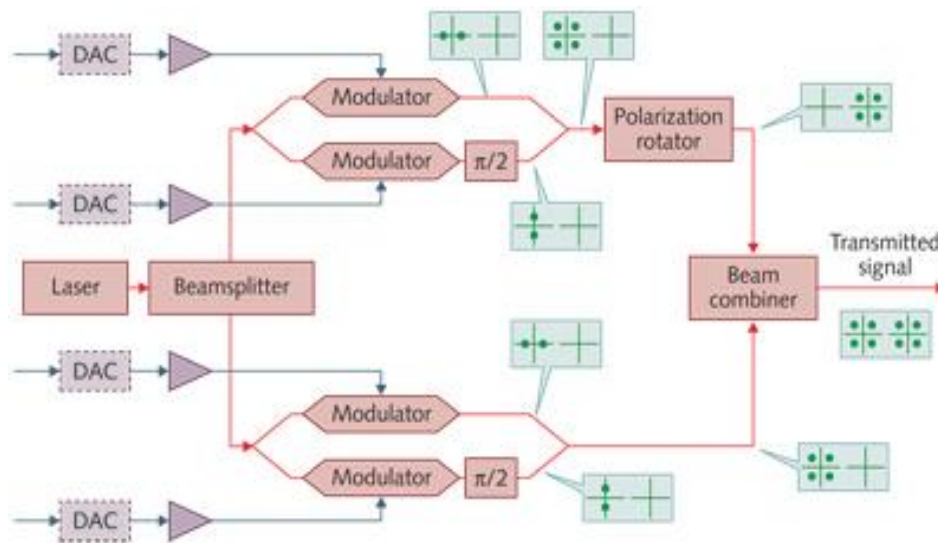 DAC
Modulator
Polarization
rotator
Modulator
π/2
DAC
Laser
Beamsplitter
Beam
combiner
Transmitted
signal
DAC
Modulator
Modulator
π/2
DAC